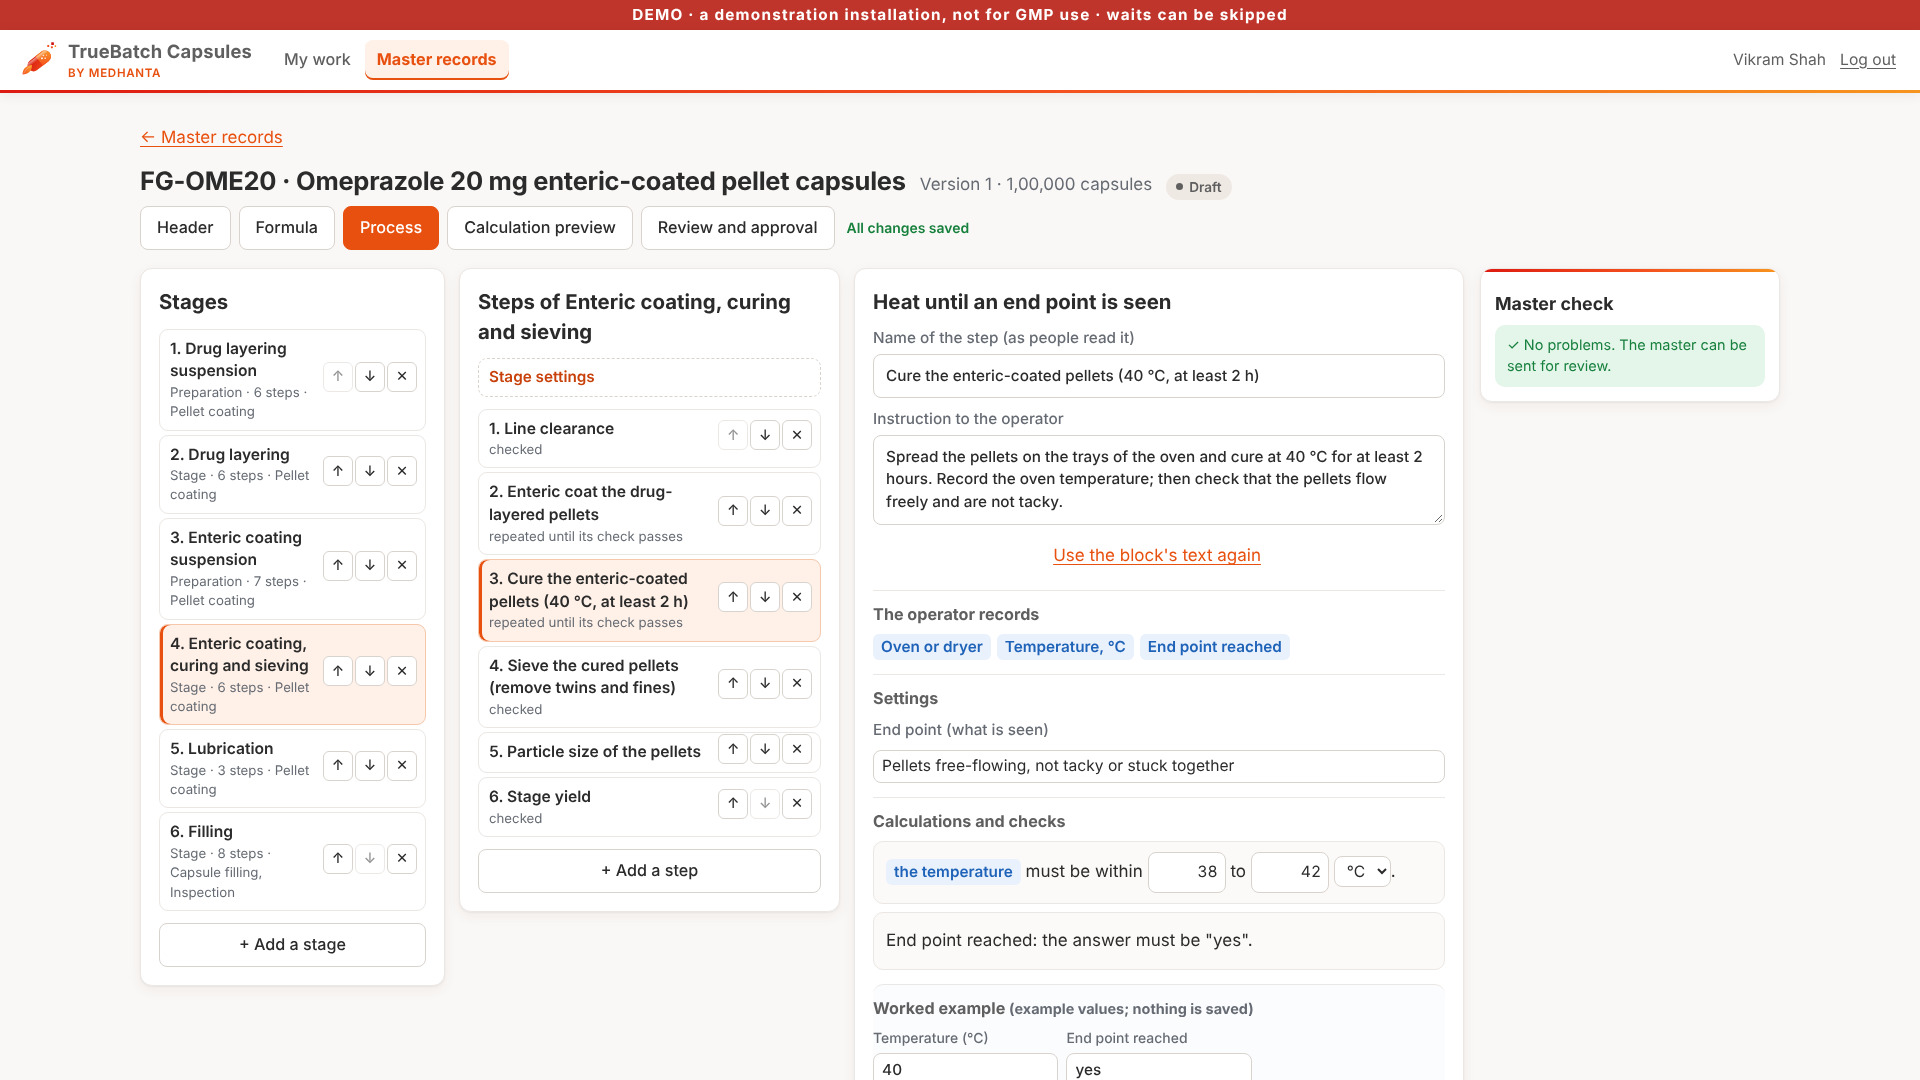 DEMO · a demonstration installation, not for GMP use · waits can be skipped
TrueBatch Capsules
BY MEDHANTA
My work
Master records
Vikram Shah
Log out
← Master records
FG-OME20 · Omeprazole 20 mg enteric-coated pellet capsules
Version 1 · 1,00,000 capsules
● Draft
Header
Formula
Process
Calculation preview
Review and approval
All changes saved
Stages
1. Drug layering
suspension
Preparation · 6 steps ·
Pellet coating
↑ ↓ ✕
2. Drug layering
Stage · 6 steps · Pellet
coating
↑ ↓ ✕
3. Enteric coating
suspension
Preparation · 7 steps ·
Pellet coating
↑ ↓ ✕
4. Enteric coating,
curing and sieving
Stage · 6 steps · Pellet
coating
↑ ↓ ✕
5. Lubrication
Stage · 3 steps · Pellet
coating
↑ ↓ ✕
6. Filling
Stage · 8 steps ·
Capsule filling,
Inspection
↑ ↓ ✕
+ Add a stage
Steps of Enteric coating, curing
and sieving
Stage settings
1. Line clearance
checked
↑ ↓ ✕
2. Enteric coat the drug-
layered pellets
repeated until its check passes
↑ ↓ ✕
3. Cure the enteric-coated
pellets (40 °C, at least 2 h)
repeated until its check passes
↑ ↓ ✕
4. Sieve the cured pellets
(remove twins and fines)
checked
↑ ↓ ✕
5. Particle size of the pellets
↑ ↓ ✕
6. Stage yield
checked
↑ ↓ ✕
+ Add a step
Heat until an end point is seen
Name of the step (as people read it)
Cure the enteric-coated pellets (40 °C, at least 2 h)
Instruction to the operator
Spread the pellets on the trays of the oven and cure at 40 °C for at least 2
hours. Record the oven temperature; then check that the pellets flow
freely and are not tacky.
Use the block's text again
The operator records
Oven or dryer
Temperature, °C
End point reached
Settings
End point (what is seen)
Pellets free-flowing, not tacky or stuck together
Calculations and checks
the temperature must be within 38 to 42 °C .
End point reached: the answer must be "yes".
Worked example (example values; nothing is saved)
Temperature (°C)
End point reached
40
yes
Master check
✓ No problems. The master can be
sent for review.